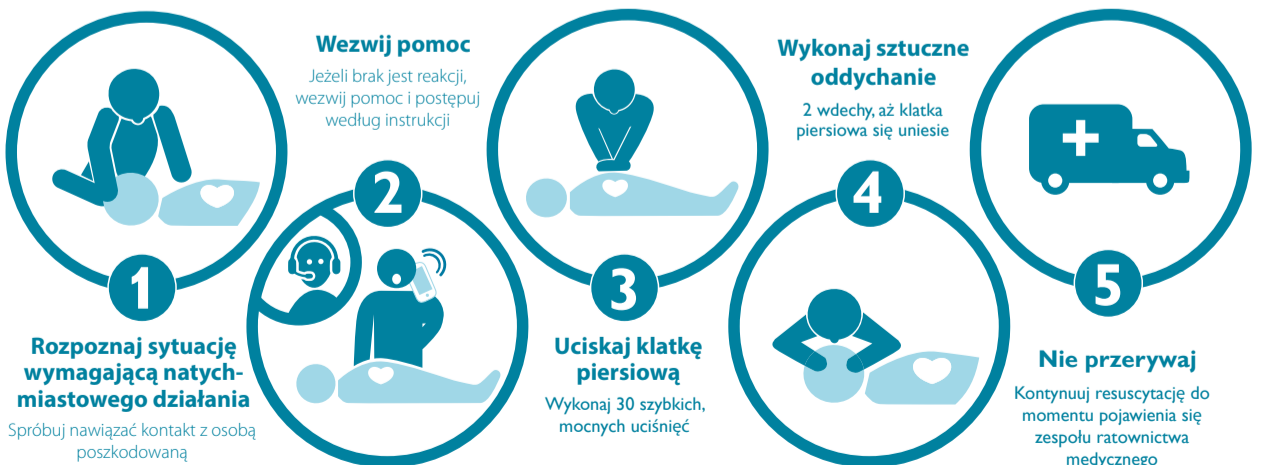 1
Rozpoznaj sytuację
wymagającą natych-
miastowego działania
Spróbuj nawiązać kontakt z osobą
poszkodowaną
Wezwij pomoc
Jeżeli brak jest reakcji,
wezwij pomoc i postępuj
według instrukcji
2
3
Uciskaj klatkę
piersiową
Wykonaj 30 szybkich,
mocnych uciśnięć
Wykonaj sztuczne
oddychanie
2 wdechy, aż klatka
piersiowa się uniesie
4
5
Nie przerywaj
Kontynuuj resuscytację do
momentu pojawienia się
zespołu ratownictwa
medycznego